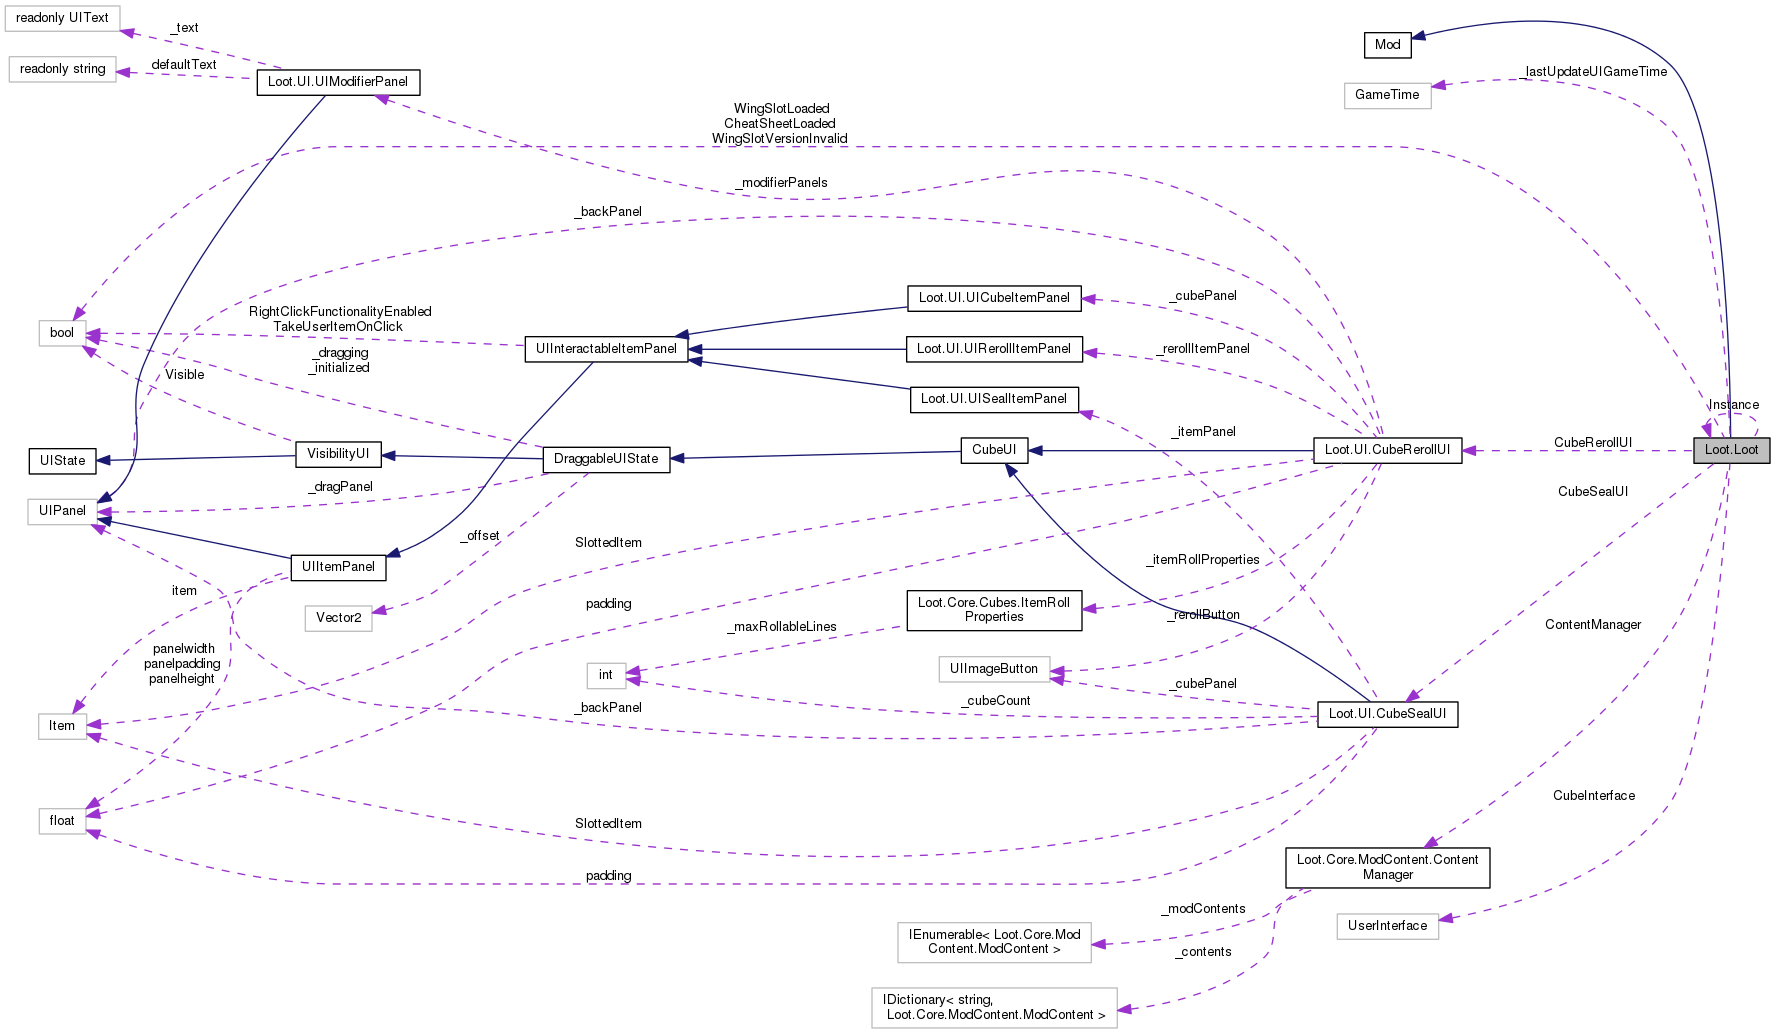 readonly UIText
_text
Mod
readonly string
defaultText
Loot.UI.UIModifierPanel
_lastUpdateUIGameTime
GameTime
WingSlotLoaded
CheatSheetLoaded
WingSlotVersionInvalid
_modifierPanels
_backPanel
Loot.UI.UICubeItemPanel
_cubePanel
RightClickFunctionalityEnabled
TakeUserItemOnClick
bool
UIInteractableItemPanel
Loot.UI.UIRerollItemPanel
_rerollItemPanel
_dragging
_initialized
Visible
Loot.UI.UISealItemPanel
Instance
_itemPanel
UIState
VisibilityUI
DraggableUIState
CubeUI
Loot.UI.CubeRerollUI
CubeRerollUI
Loot.Loot
_dragPanel
CubeSealUI
UIPanel
_offset
SlottedItem
UIItemPanel
_itemRollProperties
item
Vector2
padding
Loot.Core.Cubes.ItemRoll
Properties
_rerollButton
ContentManager
_maxRollableLines
panelwidth
panelpadding
panelheight
int
UIImageButton
_cubePanel
_cubeCount
_backPanel
Loot.UI.CubeSealUI
Item
CubeInterface
float
SlottedItem
padding
Loot.Core.ModContent.Content
Manager
_modContents
UserInterface
IEnumerable< Loot.Core.Mod
Content.ModContent >
_contents
IDictionary< string,
Loot.Core.ModContent.ModContent >